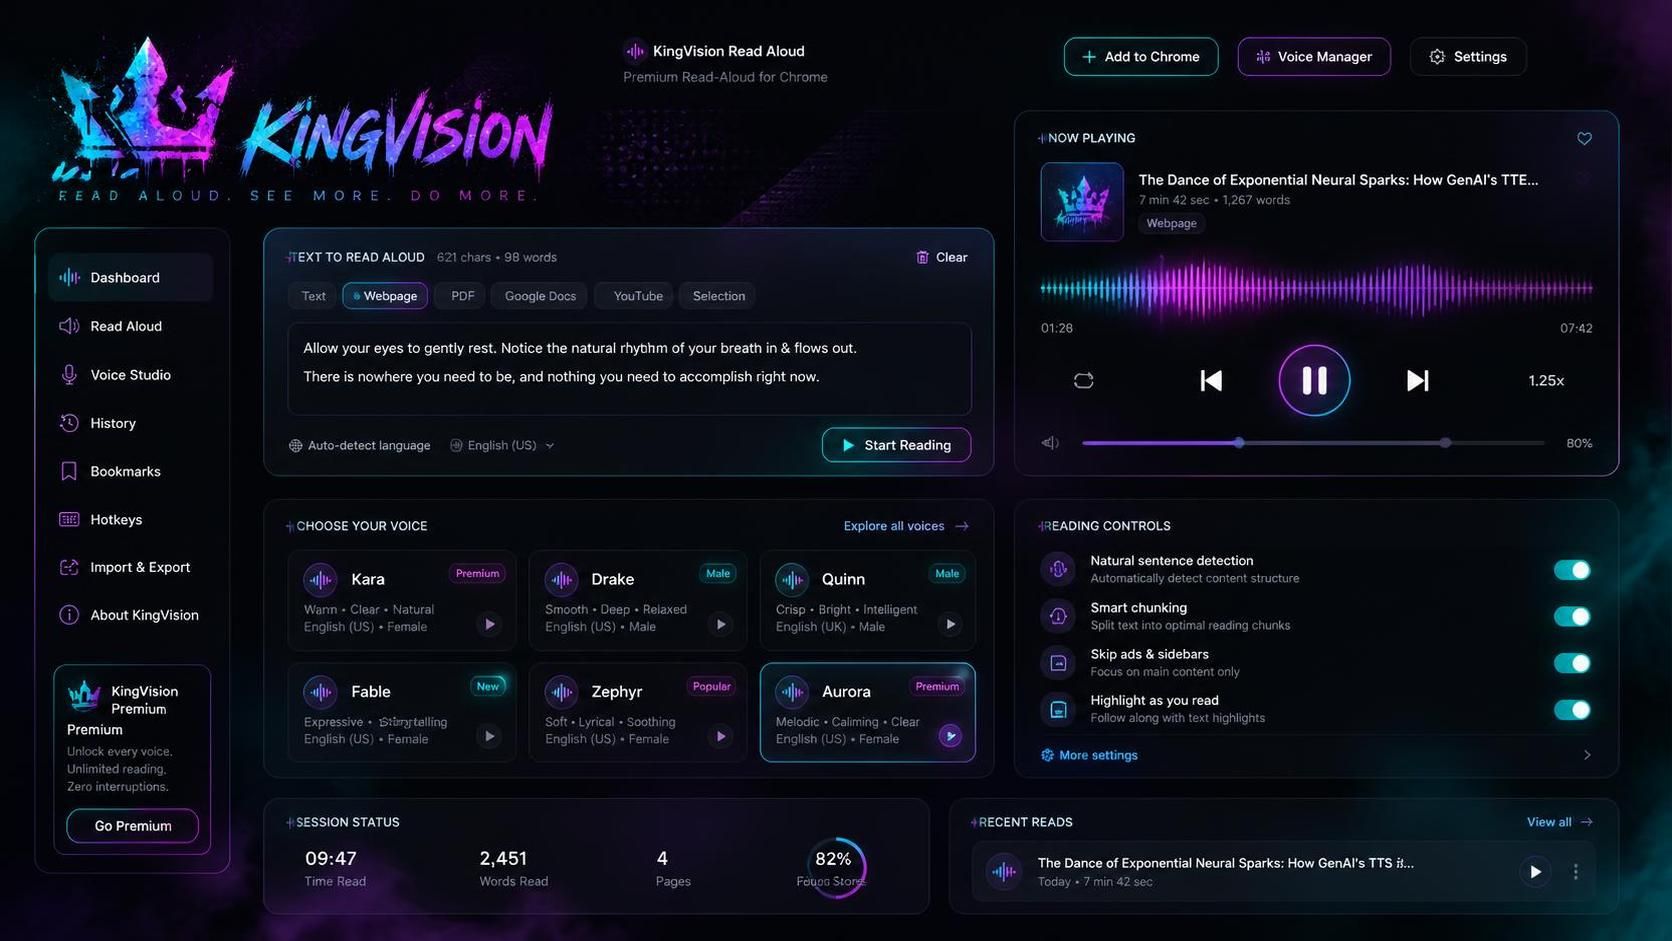 KINGVISION
READ ALOUD. SEE MORE. DO MORE.
KingVision Read Aloud
Premium Read-Aloud for Chrome
Add to Chrome
Voice Manager
Settings
Dashboard
Read Aloud
Voice Studio
History
Bookmarks
Hotkeys
Import & Export
About KingVision
KingVision
Premium
Premium
Unlock every voice.
Unlimited reading.
Zero interruptions.
Go Premium
TEXT TO READ ALOUD 621 chars • 98 words
Clear
Text Webpage PDF Google Docs YouTube Selection
Allow your eyes to gently rest. Notice the natural rhythm of your breath in & flows out.
There is nowhere you need to be, and nothing you need to accomplish right now.
Auto-detect language English (US)
Start Reading
NOW PLAYING
The Dance of Exponential Neural Sparks: How GenAI's TTE...
7 min 42 sec • 1,267 words
Webpage
01:28 07:42
1.25x
80%
CHOOSE YOUR VOICE
Explore all voices
Kara Premium
Warm • Clear • Natural
English (US) • Female
Drake Male
Smooth • Deep • Relaxed
English (US) • Male
Quinn Male
Crisp • Bright • Intelligent
English (UK) • Male
Fable New
Expressive •
English (US) • Female
Zephyr Popular
Soft • Lyrical • Soothing
English (US) • Female
Aurora Premium
Melodic • Calming • Clear
English (US) • Female
READING CONTROLS
Natural sentence detection
Automatically detect content structure
Smart chunking
Split text into optimal reading chunks
Skip ads & sidebars
Focus on main content only
Highlight as you read
Follow along with text highlights
More settings
SESSION STATUS
09:47
Time Read
2,451
Words Read
4
Pages
82%
RECENT READS
View all
The Dance of Exponential Neural Sparks: How GenAI's TTS
Today • 7 min 42 sec